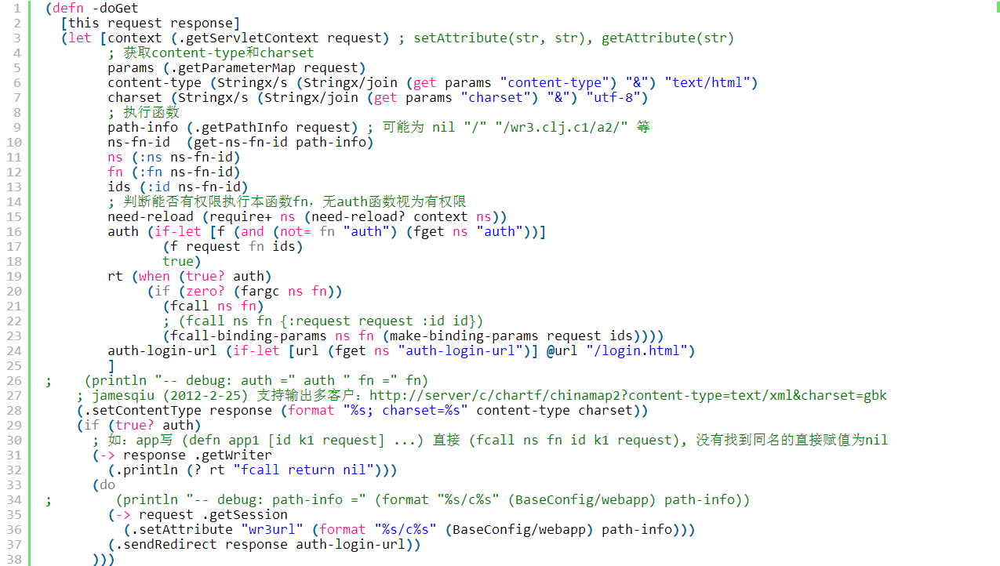 1 (defn -doGet
2 [this request response]
3 (let [context (.getServletContext request) ; setAttribute(str, str), getAttribute(str)
4 ; 获取content-type和charset
5 params (.getParameterMap request)
6 content-type (Stringx/s (Stringx/join (get params "content-type") "&") "text/html")
7 charset (Stringx/s (Stringx/join (get params "charset") "&") "utf-8")
8 ; 执行函数
9 path-info (.getPathInfo request) ; 可能为 nil "/" "/wr3.clj.c1/a2/" 等
10 ns-fn-id  (get-ns-fn-id path-info)
11 ns (:ns ns-fn-id)
12 fn (:fn ns-fn-id)
13 ids (:id ns-fn-id)
14 ; 判断能否有权限执行本函数fn，无auth函数视为有权限
15 need-reload (require+ ns (need-reload? context ns))
16 auth (if-let [f (and (not= fn "auth") (fget ns "auth"))]
17 (f request fn ids)
18 true)
19 rt (when (true? auth)
20 (if (zero? (fargc ns fn))
21 (fcall ns fn)
22 ; (fcall ns fn {:request request :id id})
23 (fcall-binding-params ns fn (make-binding-params request ids))))
24 auth-login-url (if-let [url (fget ns "auth-login-url")] @url "/login.html")
25 ]
26 ;    (println "-- debug: auth =" auth " fn =" fn)
27 ; jamesqiu (2012-2-25) 支持输出多客户：http://server/c/chartf/chinamap2?content-type=text/xml&charset=gbk
28 (.setContentType response (format "%s; charset=%s" content-type charset))
29 (if (true? auth)
30 ; 如：app写 (defn app1 [id k1 request] ...) 直接 (fcall ns fn id k1 request), 没有找到同名的直接赋值为nil
31 (-> response .getWriter
32 (.println (? rt "fcall return nil")))
33 (do
34 ;        (println "-- debug: path-info =" (format "%s/c%s" (BaseConfig/webapp) path-info))
35 (-> request .getSession
36 (.setAttribute "wr3url" (format "%s/c%s" (BaseConfig/webapp) path-info)))
37 (.sendRedirect response auth-login-url))
38 )))